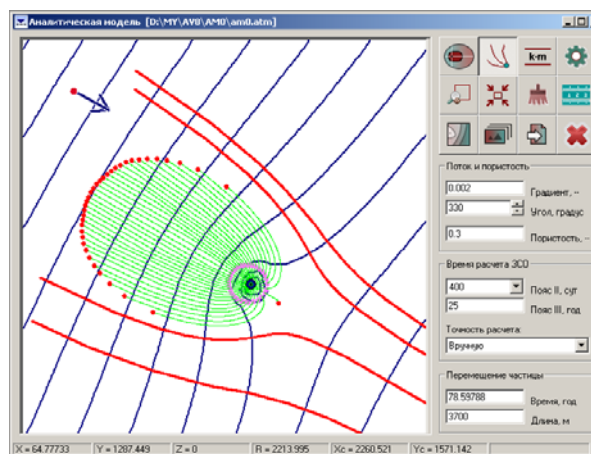 Аналитическая модель [D:\MY\AV8\AM0\am0.atm]
k-m
Поток и пористость
0.002 Градиент, --
330 Угол, градус
0.3 Пористость, --
Время расчета ЗСО
400 Пояс II, сут
25 Пояс III, год
Точность расчета:
Вручную
Перемещение частицы
78.59788 Время, год
3700 Длина, м
X = 64.77733 Y = 1287.449 Z = 0 R = 2213.995 Xc = 2260.521 Yc = 1571.142